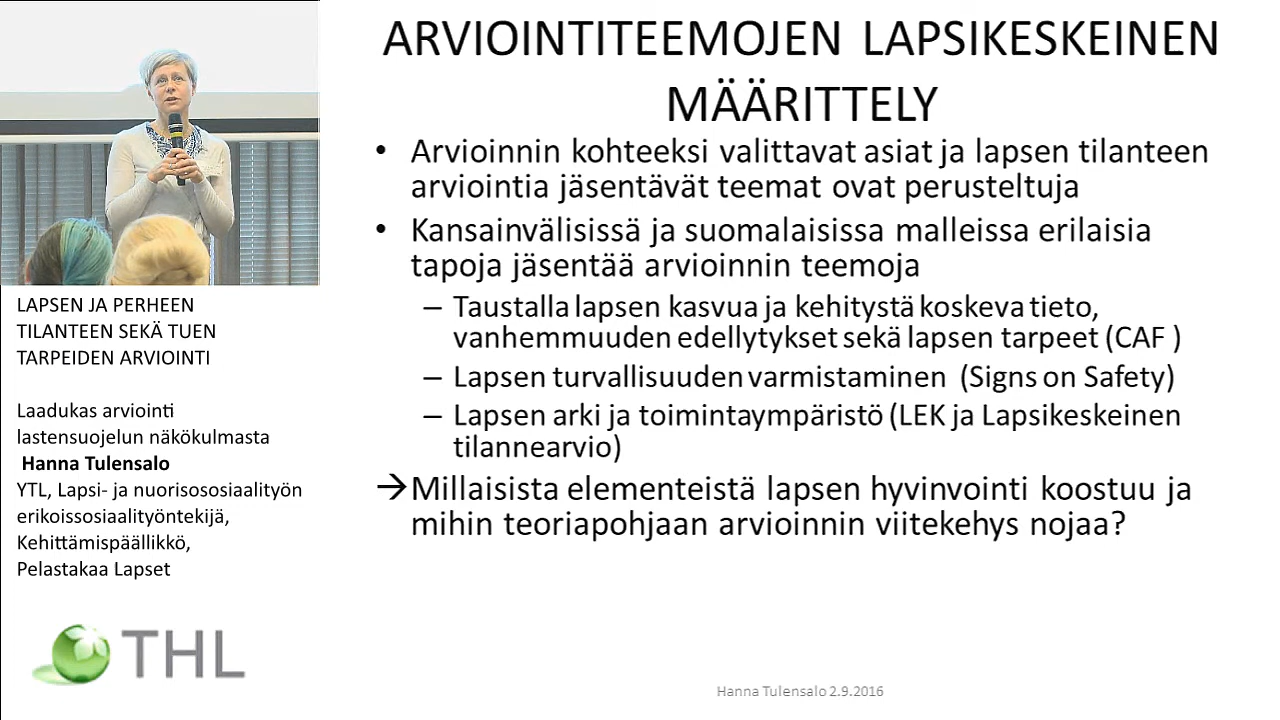 ARVIOINTITEEMOJEN LAPSIKESKEINEN
MÄÄRITTELY
• Arvioinnin kohteeksi valittavat asiat ja lapsen tilanteen
arviointia jäsentävät teemat ovat perusteltuja
• Kansainvälisissä ja suomalaisissa malleissa erilaisia
tapoja jäsentää arvioinnin teemoja
– Taustalla lapsen kasvua ja kehitystä koskeva tieto,
vanhemmuuden edellytykset sekä lapsen tarpeet (CAF )
– Lapsen turvallisuuden varmistaminen (Signs on Safety)
– Lapsen arki ja toimintaympäristö (LEK ja Lapsikeskeinen
tilannearvio)
→Millaisista elementeistä lapsen hyvinvointi koostuu ja
mihin teoriapohjaan arvioinnin viitekehys nojaa?
LAPSEN JA PERHEEN
TILANTEEN SEKÄ TUEN
TARPEIDEN ARVIOINTI
Laadukas arviointi
lastensuojelun näkökulmasta
Hanna Tulensalo
YTL, Lapsi- ja nuorisososiaalityön
erikoissosiaalityöntekijä,
Kehittämispäällikkö,
Pelastakaa Lapset
THL
Hanna Tulensalo 2.9.2016